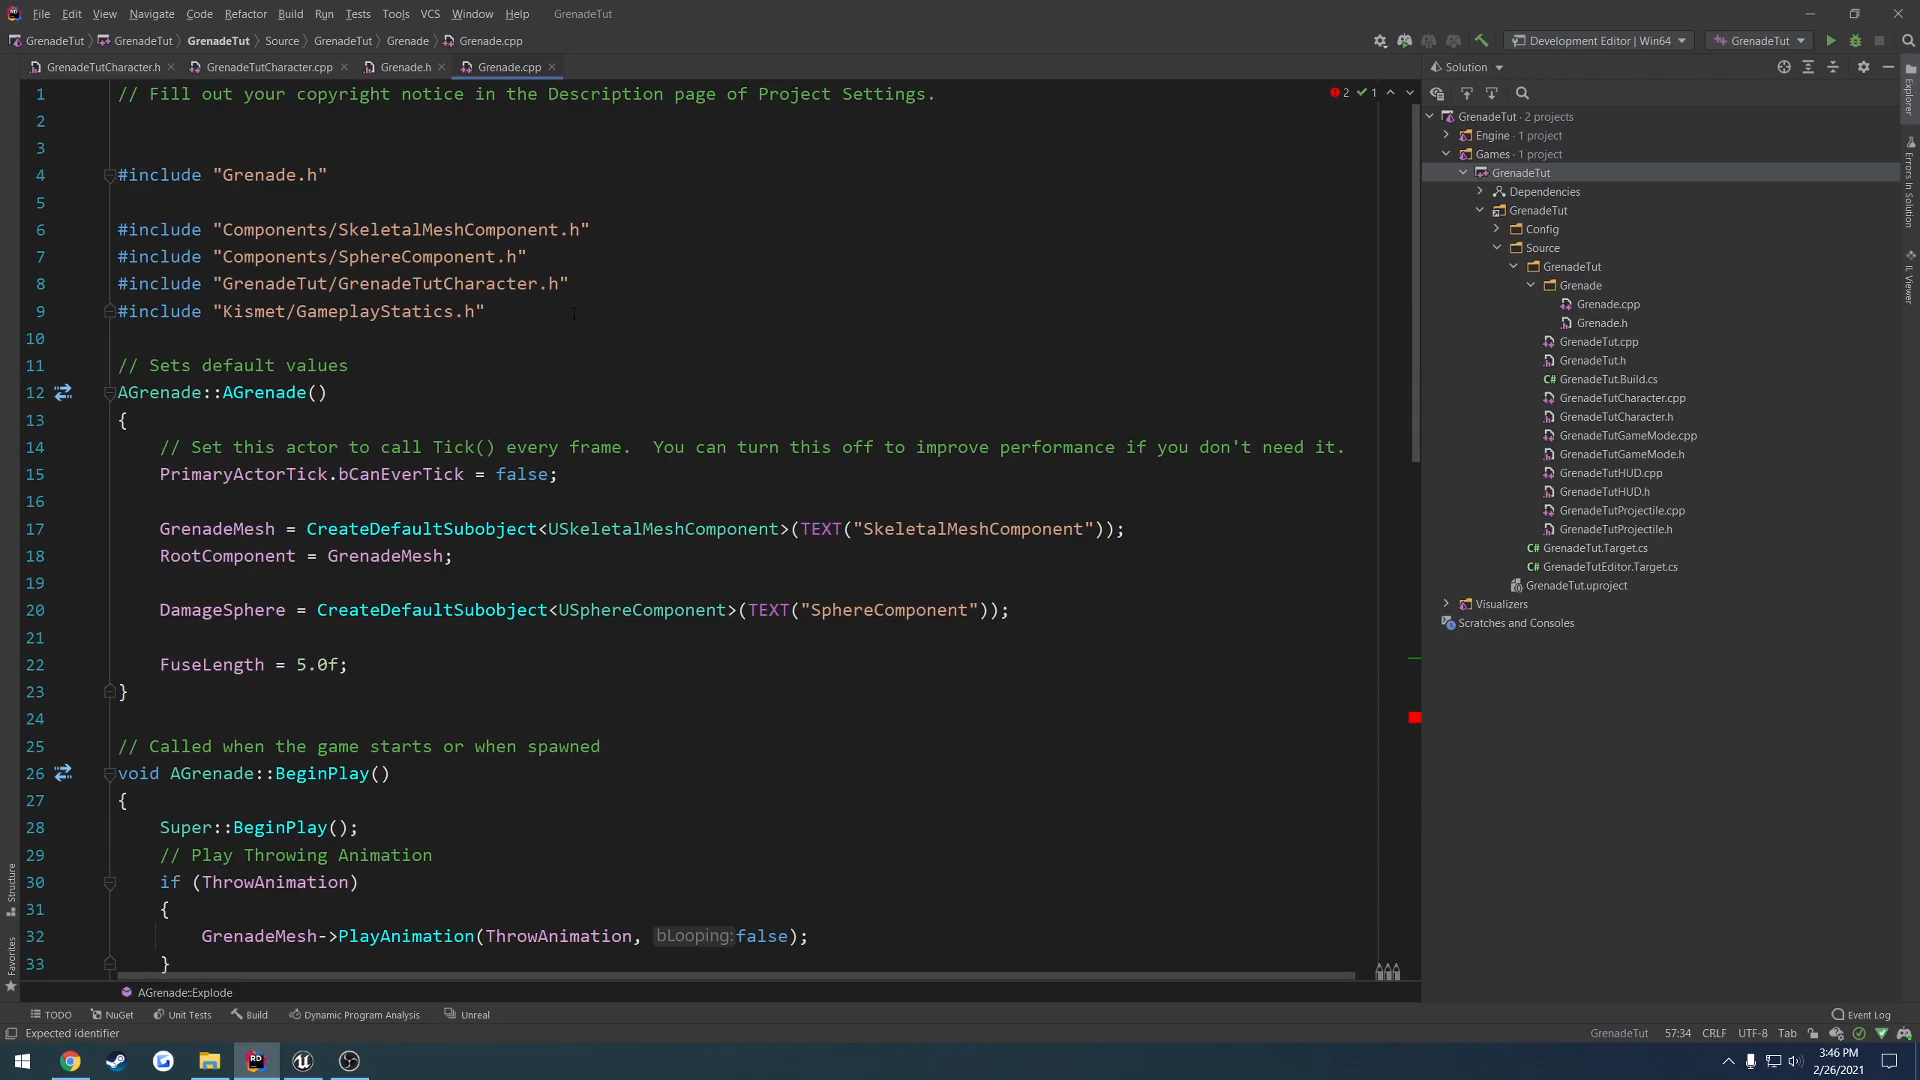 File Edit View Navigate Code Refactor Build Run Tests Tools VCS Window Help GrenadeTut
GrenadeTut GrenadeTut GrenadeTut Source GrenadeTut Grenade Grenade.cpp Development Editor | Win64 GrenadeTut
GrenadeTutCharacter.h GrenadeTutCharacter.cpp Grenade.h Grenade.cpp
1 // Fill out your copyright notice in the Description page of Project Settings. 2 1
2
3
4 #include "Grenade.h"
5
6 #include "Components/SkeletalMeshComponent.h"
7 #include "Components/SphereComponent.h"
8 #include "GrenadeTut/GrenadeTutCharacter.h"
9 #include "Kismet/GameplayStatics.h"
10
11 // Sets default values
12 AGrenade::AGrenade()
13 {
14 // Set this actor to call Tick() every frame.  You can turn this off to improve performance if you don't need it.
15 PrimaryActorTick.bCanEverTick = false;
16
17 GrenadeMesh = CreateDefaultSubobject<USkeletalMeshComponent>(TEXT("SkeletalMeshComponent"));
18 RootComponent = GrenadeMesh;
19
20 DamageSphere = CreateDefaultSubobject<USphereComponent>(TEXT("SphereComponent"));
21
22 FuseLength = 5.0f;
23 }
24
25 // Called when the game starts or when spawned
26 void AGrenade::BeginPlay()
27 {
28 Super::BeginPlay();
29 // Play Throwing Animation
30 if (ThrowAnimation)
31 {
32 GrenadeMesh->PlayAnimation(ThrowAnimation, bLooping:false);
33 }
AGrenade::Explode
Solution
GrenadeTut · 2 projects
Engine · 1 project
Games · 1 project
GrenadeTut
Dependencies
GrenadeTut
Config
Source
GrenadeTut
Grenade
Grenade.cpp
Grenade.h
GrenadeTut.cpp
GrenadeTut.h
C# GrenadeTut.Build.cs
GrenadeTutCharacter.cpp
GrenadeTutCharacter.h
GrenadeTutGameMode.cpp
GrenadeTutGameMode.h
GrenadeTutHUD.cpp
GrenadeTutHUD.h
GrenadeTutProjectile.cpp
GrenadeTutProjectile.h
C# GrenadeTut.Target.cs
C# GrenadeTutEditor.Target.cs
GrenadeTut.uproject
Visualizers
Scratches and Consoles
Explorer
Errors In Solution
IL Viewer
Structure
Favorites
TODO NuGet Unit Tests Build Dynamic Program Analysis Unreal Event Log
Expected identifier GrenadeTut 57:34 CRLF UTF-8 Tab
RD
3:46 PM
2/26/2021